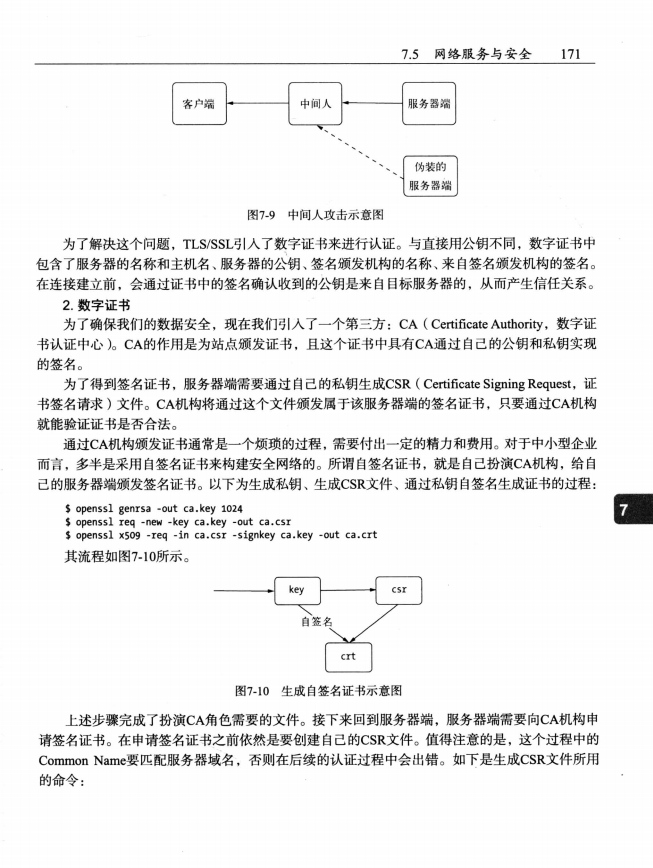 7.5 网络服务与安全 171
客户端
中间人
服务器端
伪装的
服务器端
图7-9 中间人攻击示意图
为了解决这个问题，TLS/SSL引入了数字证书来进行认证。与直接用公钥不同，数字证书中
包含了服务器的名称和主机名、服务器的公钥、签名颁发机构的名称、来自签名颁发机构的签名。
在连接建立前，会通过证书中的签名确认收到的公钥是来自目标服务器的，从而产生信任关系。
2. 数字证书
为了确保我们的数据安全，现在我们引入了一个第三方：CA（Certificate Authority，数字证
书认证中心）。CA的作用是为站点颁发证书，且这个证书中具有CA通过自己的公钥和私钥实现
的签名。
为了得到签名证书，服务器端需要通过自己的私钥生成CSR（Certificate Signing Request，证
书签名请求）文件。CA机构将通过这个文件颁发属于该服务器端的签名证书，只要通过CA机构
就能验证证书是否合法。
通过CA机构颁发证书通常是一个烦琐的过程，需要付出一定的精力和费用。对于中小型企业
而言，多半是采用自签名证书来构建安全网络的。所谓自签名证书，就是自己扮演CA机构，给自
己的服务器端颁发签名证书。以下为生成私钥、生成CSR文件、通过私钥自签名生成证书的过程：
$ openssl genrsa -out ca.key 1024
$ openssl req -new -key ca.key -out ca.csr
$ openssl x509 -req -in ca.csr -signkey ca.key -out ca.crt
7
其流程如图7-10所示。
key
csr
自签名
crt
图7-10 生成自签名证书示意图
上述步骤完成了扮演CA角色需要的文件。接下来回到服务器端，服务器端需要向CA机构申
请签名证书。在申请签名证书之前依然是要创建自己的CSR文件。值得注意的是，这个过程中的
Common Name要匹配服务器域名，否则在后续的认证过程中会出错。如下是生成CSR文件所用
的命令：